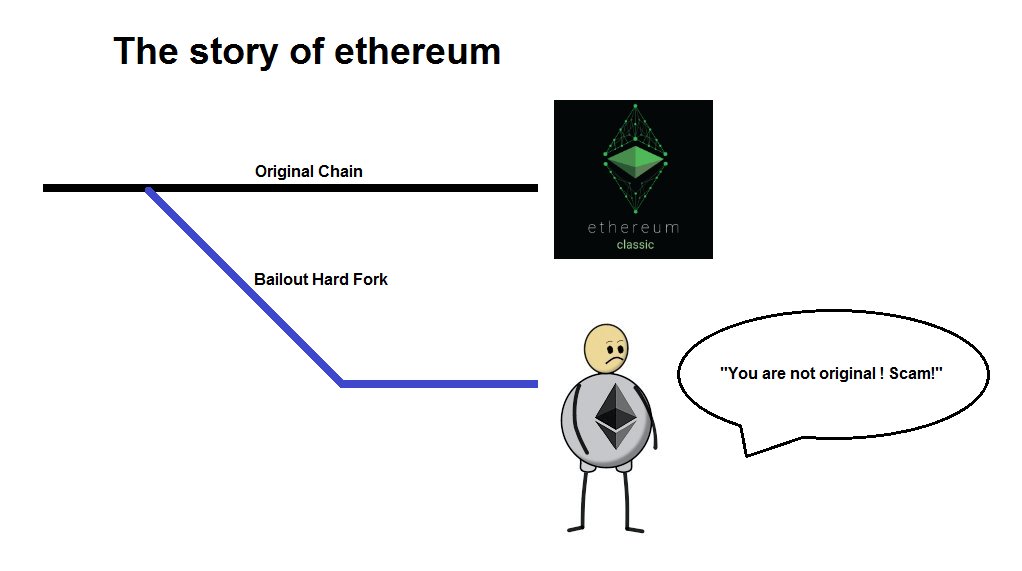 The story of ethereum
Original Chain
ethereum
classic
Bailout Hard Fork
"You are not original ! Scam!"